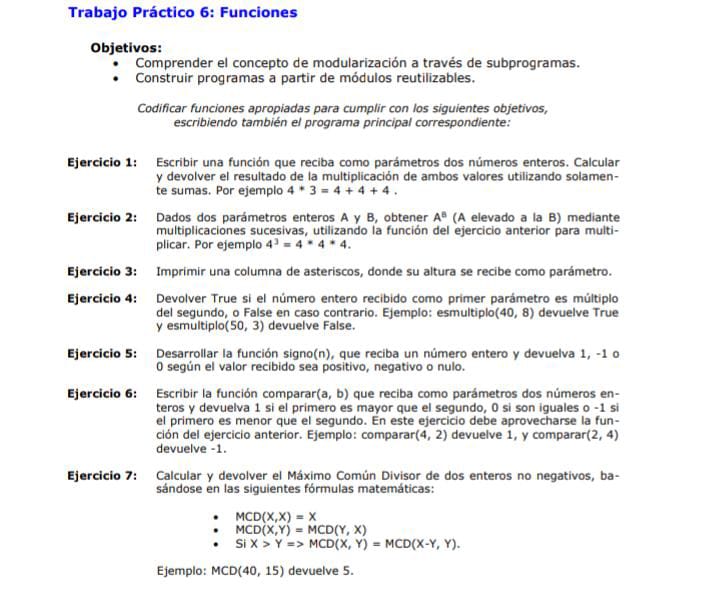 Trabajo Práctico 6: Funciones
Objetivos:
• Comprender el concepto de modularización a través de subprogramas.
• Construir programas a partir de módulos reutilizables.
Codificar funciones apropiadas para cumplir con los siguientes objetivos,
escribiendo también el programa principal correspondiente:
Ejercicio 1: Escribir una función que reciba como parámetros dos números enteros. Calcular
y devolver el resultado de la multiplicación de ambos valores utilizando solamen-
te sumas. Por ejemplo 4 * 3 = 4 + 4 + 4 .
Ejercicio 2: Dados dos parámetros enteros A y B, obtener Aᴮ (A elevado a la B) mediante
multiplicaciones sucesivas, utilizando la función del ejercicio anterior para multi-
plicar. Por ejemplo 4³ = 4 * 4 * 4.
Ejercicio 3: Imprimir una columna de asteriscos, donde su altura se recibe como parámetro.
Ejercicio 4: Devolver True si el número entero recibido como primer parámetro es múltiplo
del segundo, o False en caso contrario. Ejemplo: esmultiplo(40, 8) devuelve True
y esmultiplo(50, 3) devuelve False.
Ejercicio 5: Desarrollar la función signo(n), que reciba un número entero y devuelva 1, -1 o
0 según el valor recibido sea positivo, negativo o nulo.
Ejercicio 6: Escribir la función comparar(a, b) que reciba como parámetros dos números en-
teros y devuelva 1 si el primero es mayor que el segundo, 0 si son iguales o -1 si
el primero es menor que el segundo. En este ejercicio debe aprovecharse la fun-
ción del ejercicio anterior. Ejemplo: comparar(4, 2) devuelve 1, y comparar(2, 4)
devuelve -1.
Ejercicio 7: Calcular y devolver el Máximo Común Divisor de dos enteros no negativos, ba-
sándose en las siguientes fórmulas matemáticas:
• MCD(X,X) = X
• MCD(X,Y) = MCD(Y, X)
• Si X > Y => MCD(X, Y) = MCD(X-Y, Y).
Ejemplo: MCD(40, 15) devuelve 5.